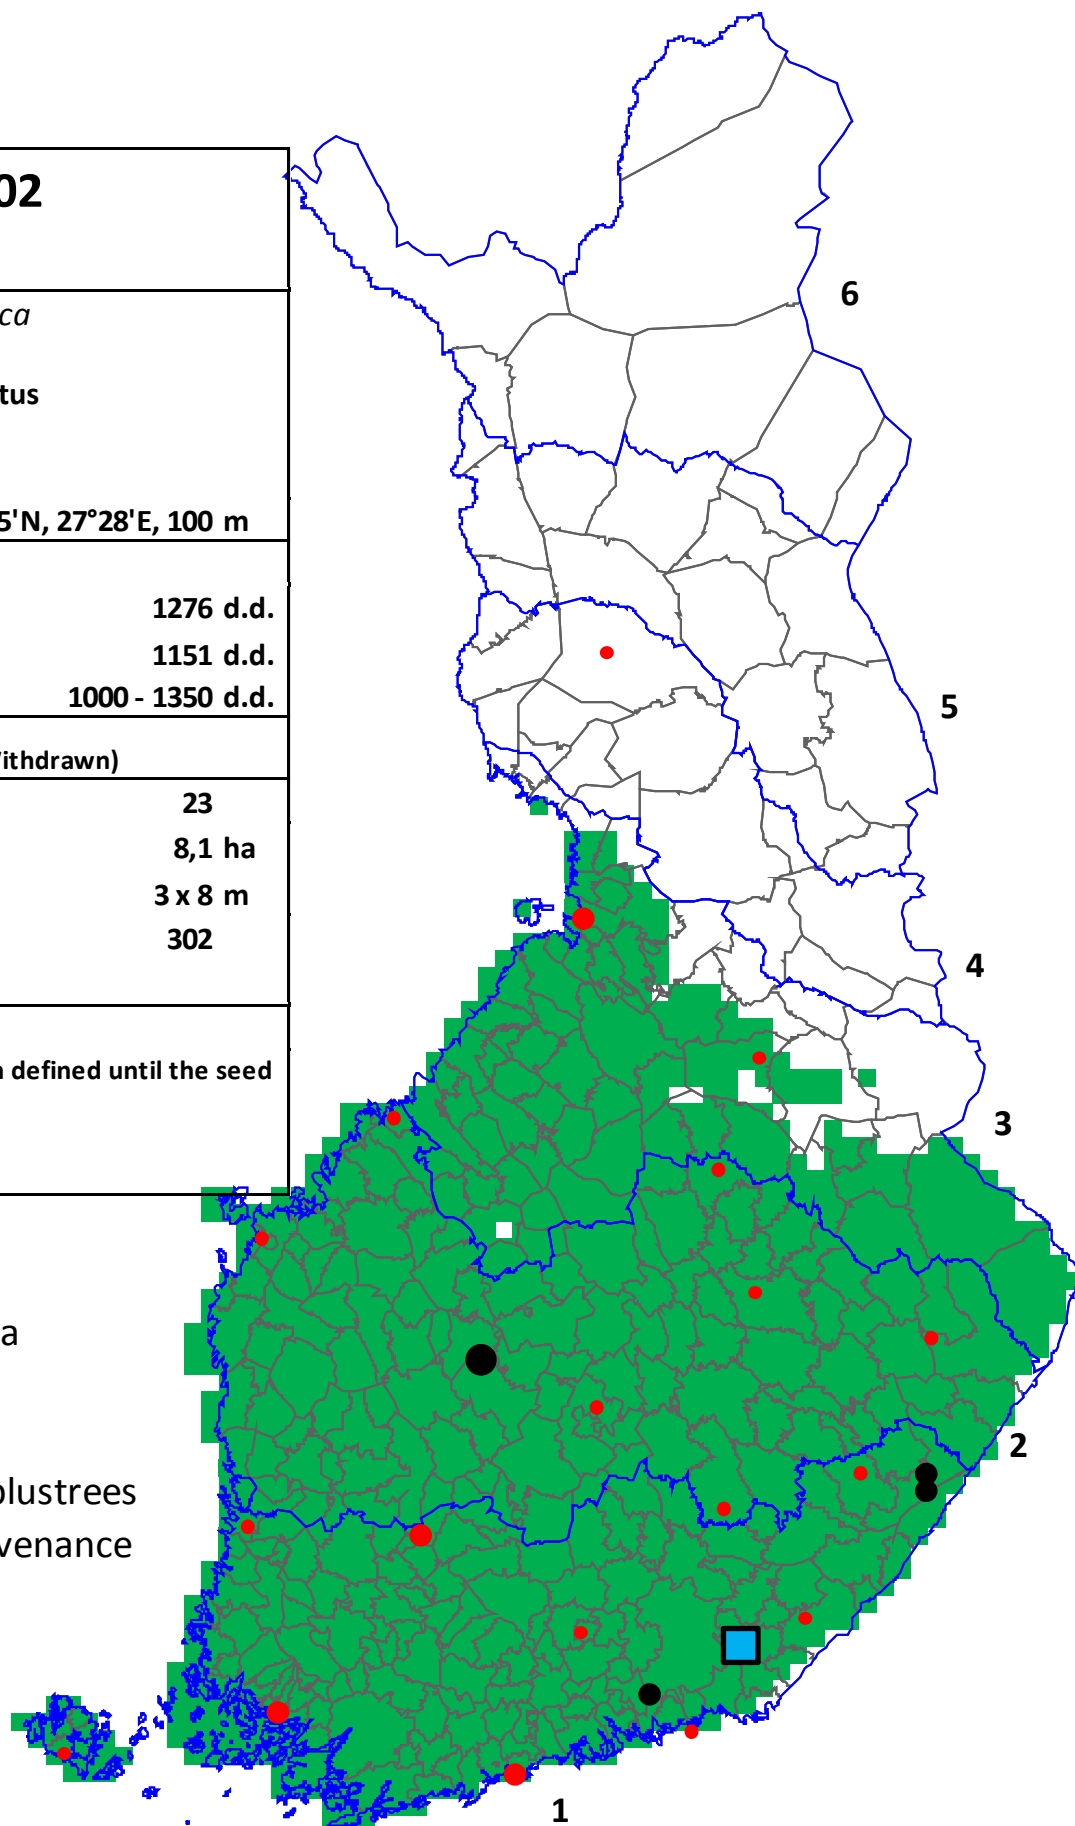 02
ca
tus
5'N, 27°28'E, 100 m
1276 d.d.
1151 d.d.
1000 - 1350 d.d.
ithdrawn)
23
8,1 ha
3 x 8 m
302
defined until the seed
a
plustrees
venance
6
5
4
3
2
1